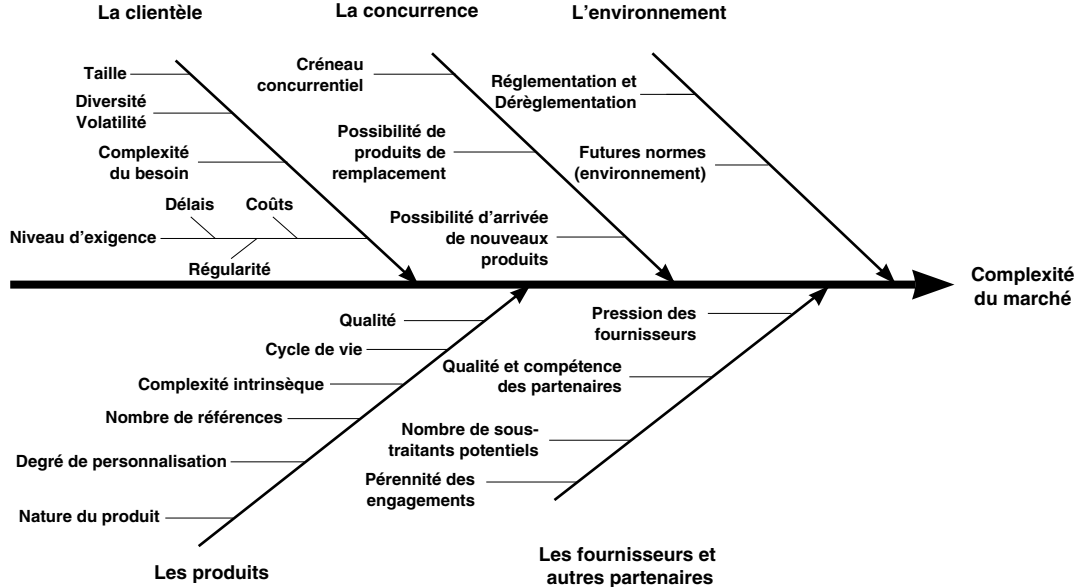 La clientèle
La concurrence
L'environnement
Taille
Diversité
Volatilité
Complexité
du besoin
Délais
Coûts
Niveau d'exigence
Régularité
Créneau
concurrentiel
Possibilité de
produits de
remplacement
Possibilité d'arrivée
de nouveaux
produits
Réglementation et
Dérèglementation
Futures normes
(environnement)
Complexité
du marché
Qualité
Cycle de vie
Complexité intrinsèque
Nombre de références
Degré de personnalisation
Nature du produit
Les produits
Pression des
fournisseurs
Qualité et compétence
des partenaires
Nombre de sous-
traitants potentiels
Pérennité des
engagements
Les fournisseurs et
autres partenaires